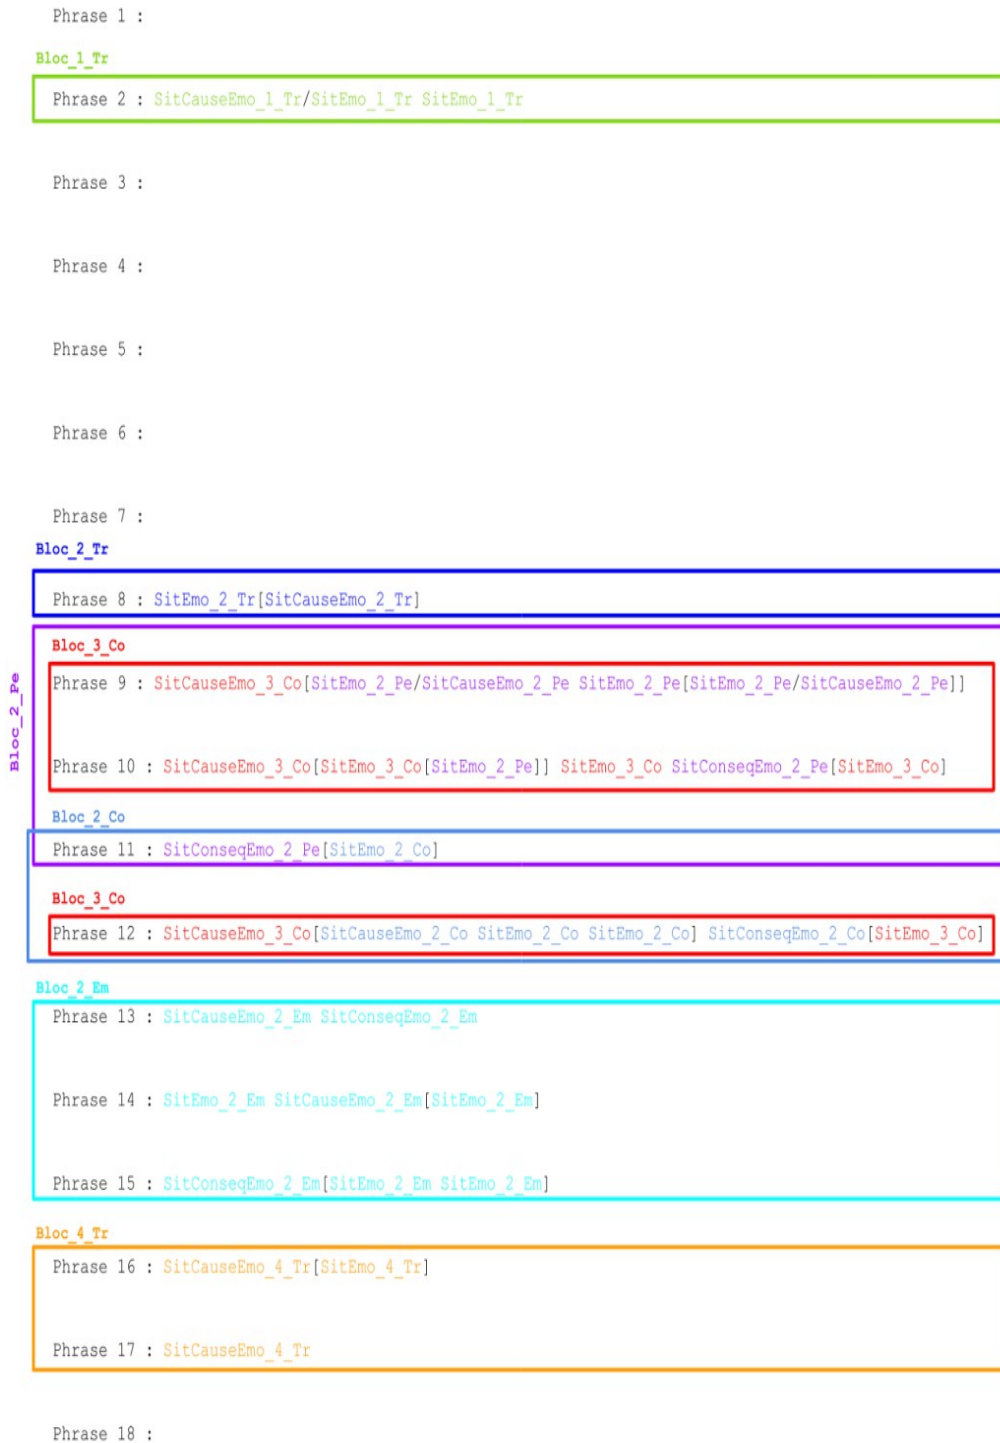 Phrase 1 :
Bloc_1_Tr
Phrase 2 : SitCauseEmo_1_Tr/SitEmo_1_Tr SitEmo_1_Tr
Phrase 3 :
Phrase 4 :
Phrase 5 :
Phrase 6 :
Phrase 7 :
Bloc_2_Tr
Phrase 8 : SitEmo_2_Tr[SitCauseEmo_2_Tr]
Bloc_2_Pe
Bloc_3_Co
Phrase 9 : SitCauseEmo_3_Co[SitEmo_2_Pe/SitCauseEmo_2_Pe SitEmo_2_Pe[SitEmo_2_Pe/SitCauseEmo_2_Pe]]
Phrase 10 : SitCauseEmo_3_Co[SitEmo_3_Co[SitEmo_2_Pe]] SitEmo_3_Co SitConseqEmo_2_Pe[SitEmo_3_Co]
Bloc_2_Co
Phrase 11 : SitConseqEmo_2_Pe[SitEmo_2_Co]
Bloc_3_Co
Phrase 12 : SitCauseEmo_3_Co[SitCauseEmo_2_Co SitEmo_2_Co SitEmo_2_Co] SitConseqEmo_2_Co[SitEmo_3_Co]
Bloc_2_Em
Phrase 13 : SitCauseEmo_2_Em SitConseqEmo_2_Em
Phrase 14 : SitEmo_2_Em SitCauseEmo_2_Em[SitEmo_2_Em]
Phrase 15 : SitConseqEmo_2_Em[SitEmo_2_Em SitEmo_2_Em]
Bloc_4_Tr
Phrase 16 : SitCauseEmo_4_Tr[SitEmo_4_Tr]
Phrase 17 : SitCauseEmo_4_Tr
Phrase 18 :